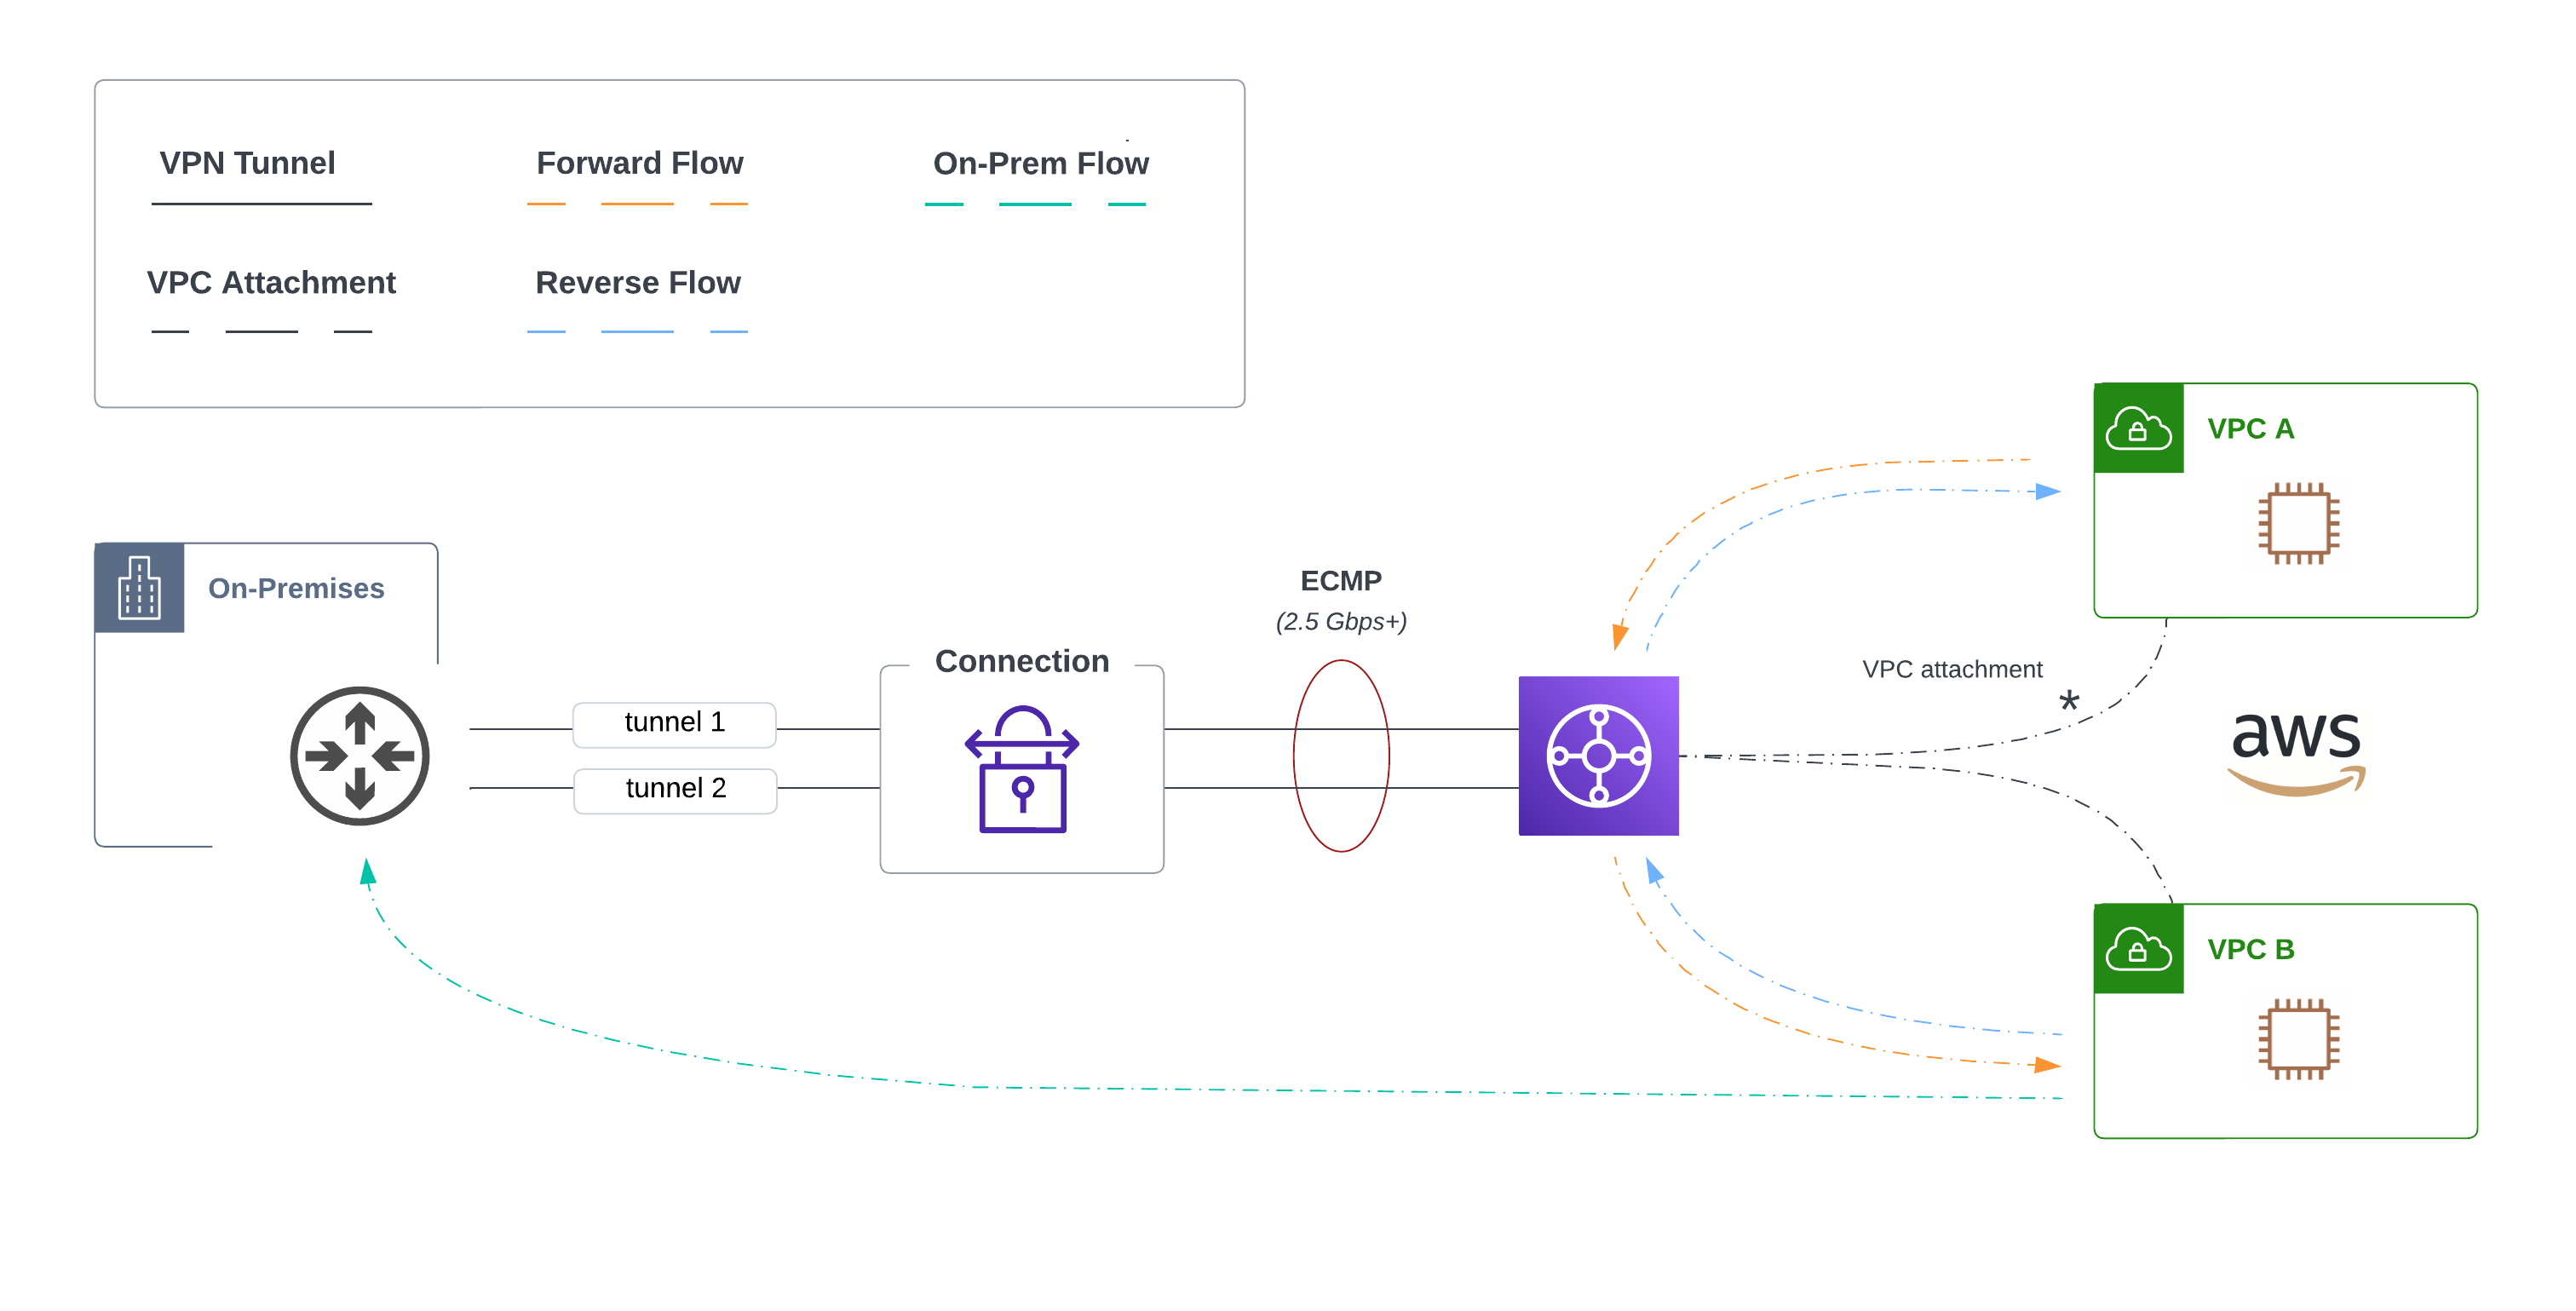 VPN Tunnel
Forward Flow
On-Prem Flow
VPC Attachment
Reverse Flow
VPC A
On-Premises
ECMP
(2.5 Gbps+)
Connection
VPC attachment
*
tunnel 1
tunnel 2
aws
VPC B